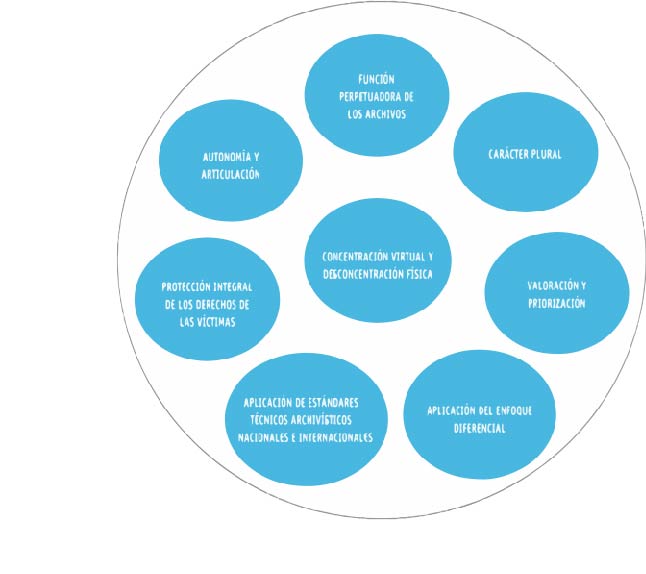 FUNCIÓN
PERPETUADORA DE
LOS ARCHIVOS
CARÁCTER PLURAL
AUTONOMÍA Y
ARTICULACIÓN
CONCENTRACIÓN VIRTUAL Y
DESCONCENTRACIÓN FÍSICA
PROTECCIÓN INTEGRAL
DE LOS DERECHOS DE
LAS VÍCTIMAS
VALORACIÓN Y
PRIORIZACIÓN
APLICACIÓN DE ESTÁNDARES
TÉCNICOS ARCHIVÍSTICOS
NACIONALES E INTERNACIONALES
APLICACIÓN DEL ENFOQUE
DIFERENCIAL